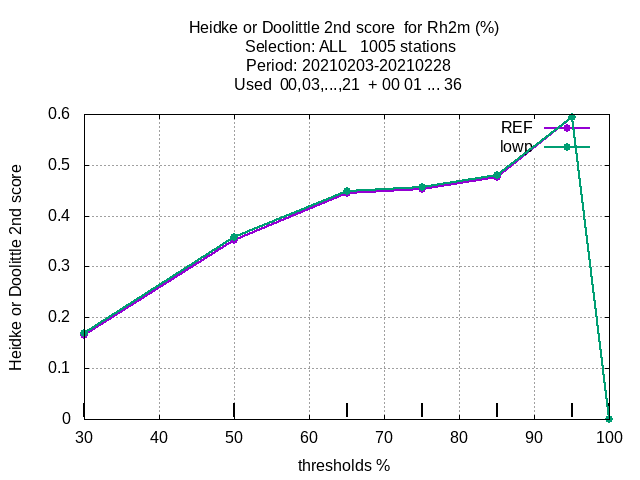 Heidke or Doolittle 2nd score for Rh2m (%)
Selection: ALL 1005 stations
Period: 20210203-20210228
Used 00,03,...,21 + 00 01 ... 36
REF
lowp
Heidke or Doolittle 2nd score
0.6
0.5
0.4
0.3
0.2
0.1
0
30 40 50 60 70 80 90 100
thresholds %